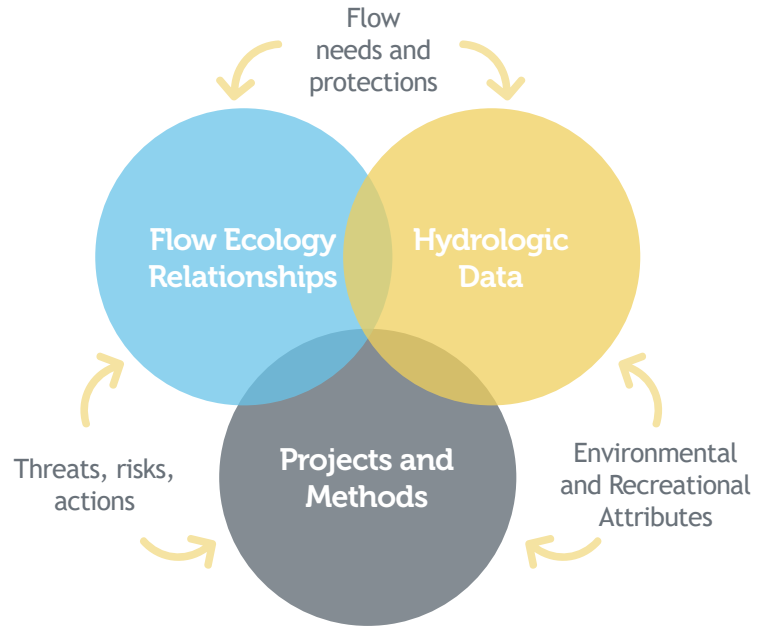 Flow
needs and
protections
Flow Ecology
Relationships
Hydrologic
Data
Threats, risks,
actions
Projects and
Methods
Environmental
and Recreational
Attributes